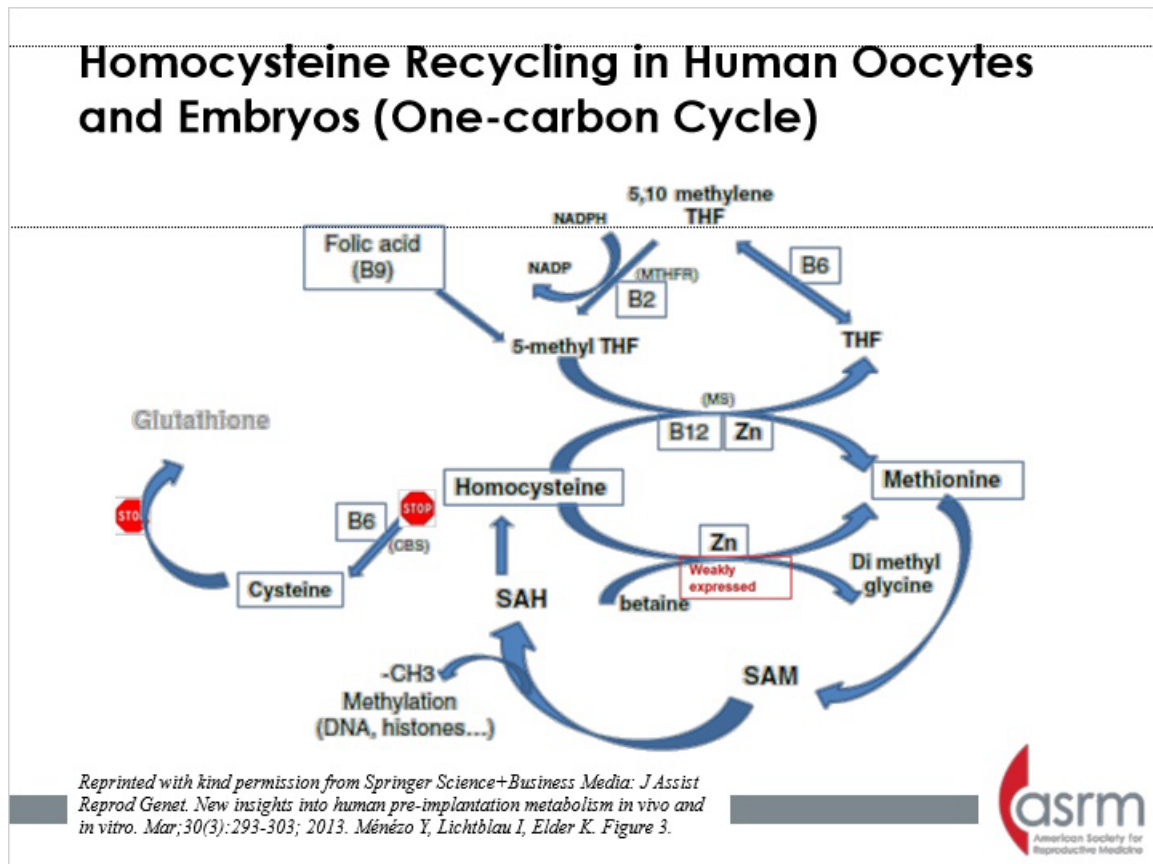 Homocysteine Recycling in Human Oocytes
and Embryos (One-carbon Cycle)
5,10 methylene
THF
NADPH
Folic acid
(B9)
NADP
(MTHFR)
B2
B6
5-methyl THF
THF
(MS)
B12
Zn
Glutathione
Homocysteine
Methionine
STOP
STO
B6
(CBS)
Zn
Weakly
expressed
Di methyl
glycine
Cysteine
SAH
betaine
-CH3
Methylation
(DNA, histones...)
SAM
Reprinted with kind permission from Springer Science+Business Media: J Assist
Reprod Genet. New insights into human pre-implantation metabolism in vivo and
in vitro. Mar;30(3):293-303; 2013. Ménézo Y, Lichtblau I, Elder K. Figure 3.
asrm
American Society for
Reproductive Medicine